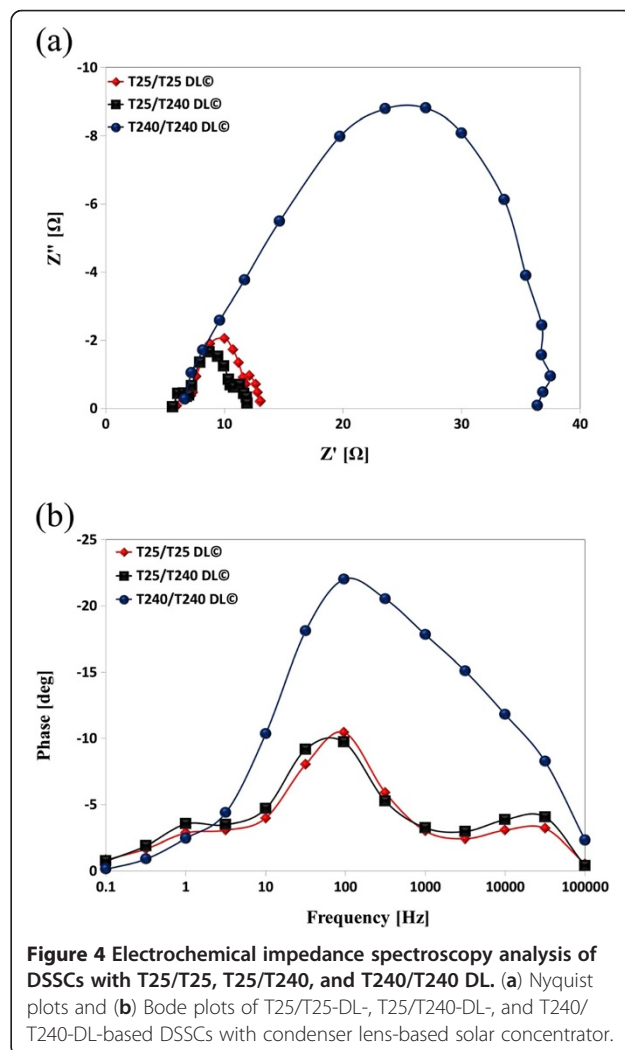 (a)
-10
-8
-6
-4
-2
0
Z'' [Ω]
T25/T25 DL©
T25/T240 DL©
T240/T240 DL©
0 10 20 30 40
Z' [Ω]
(b)
-25
-20
-15
-10
-5
0
Phase [deg]
T25/T25 DL©
T25/T240 DL©
T240/T240 DL©
0.1 1 10 100 1000 10000 100000
Frequency [Hz]
Figure 4 Electrochemical impedance spectroscopy analysis of
DSSCs with T25/T25, T25/T240, and T240/T240 DL. (a) Nyquist
plots and (b) Bode plots of T25/T25-DL-, T25/T240-DL-, and T240/
T240-DL-based DSSCs with condenser lens-based solar concentrator.